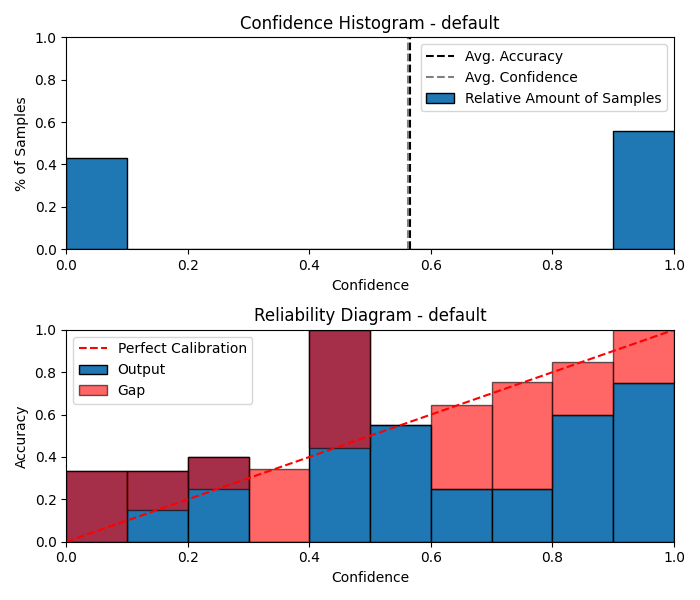 Confidence Histogram - default
1.0
0.8
0.6
0.4
0.2
0.0
% of Samples
Avg. Accuracy
Avg. Confidence
Relative Amount of Samples
0.0 0.2 0.4 0.6 0.8 1.0
Confidence
Reliability Diagram - default
1.0
0.8
0.6
0.4
0.2
0.0
Accuracy
Perfect Calibration
Output
Gap
0.0 0.2 0.4 0.6 0.8 1.0
Confidence